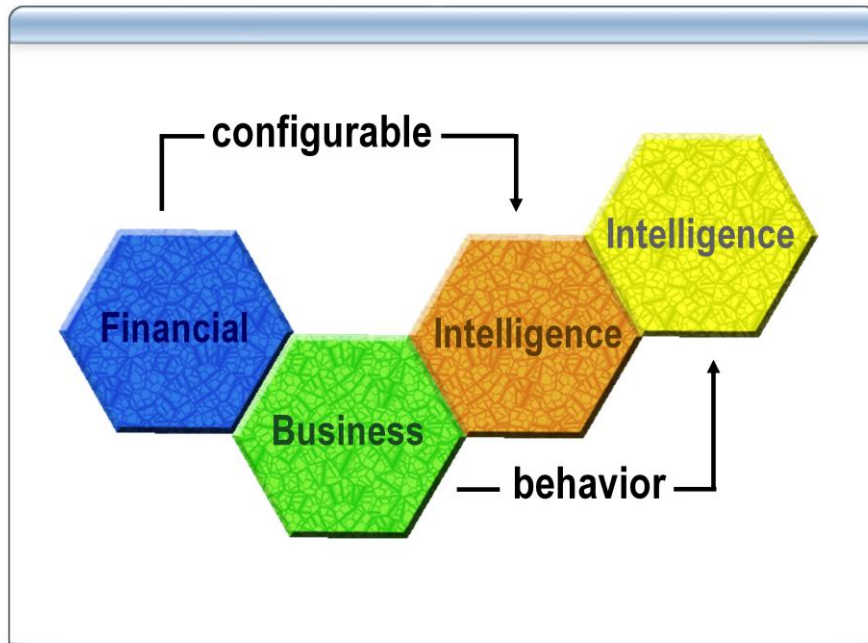 configurable
Intelligence
Financial
Intelligence
Business
behavior